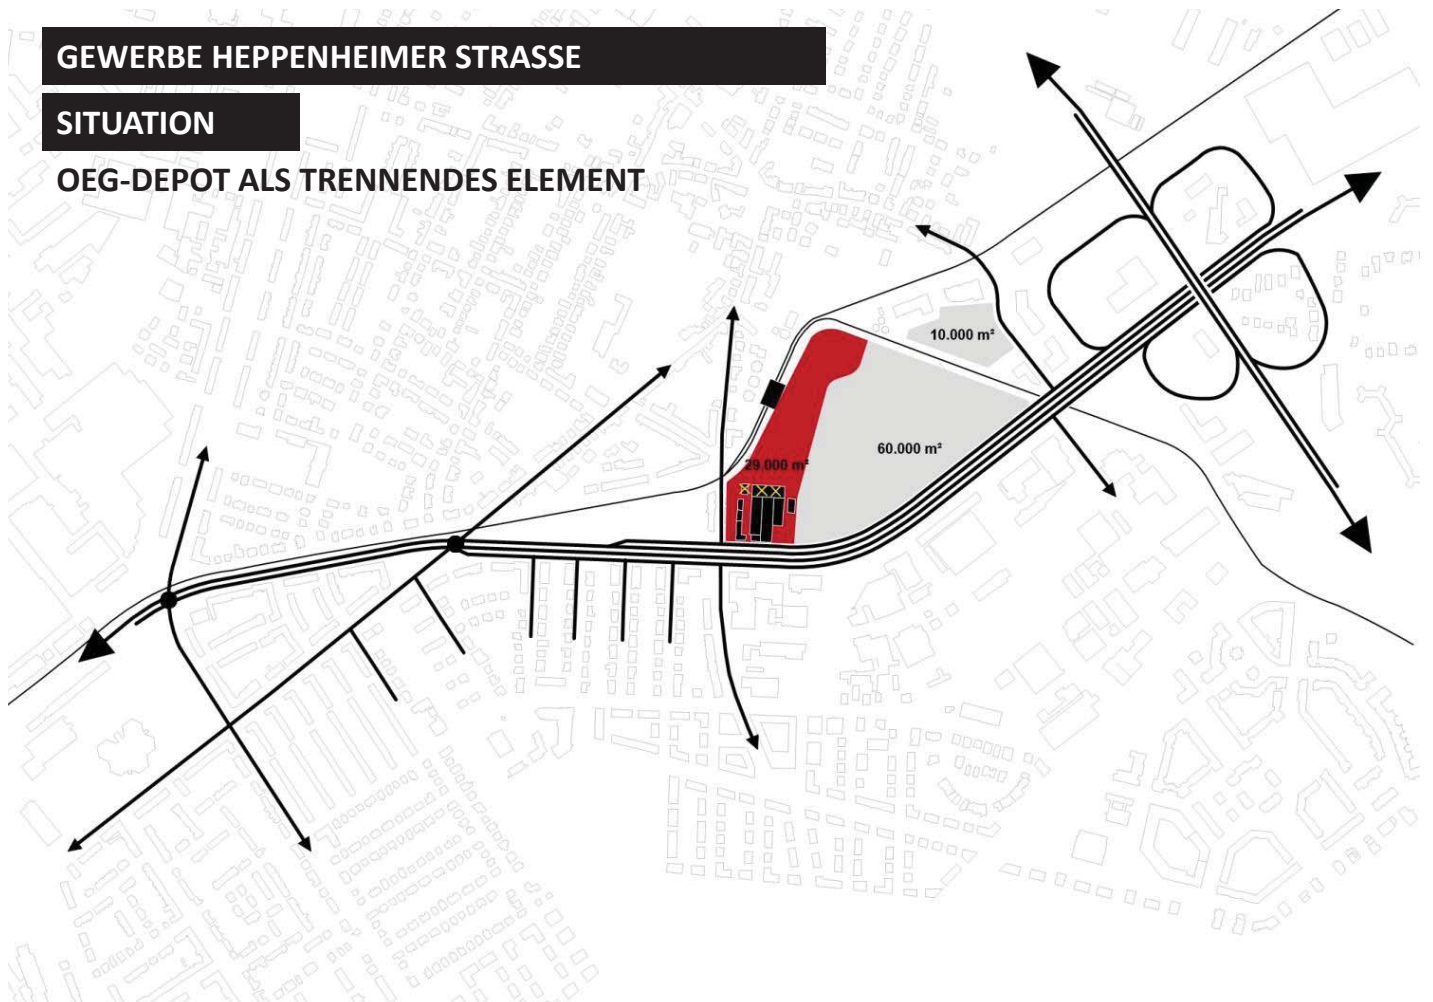 GEWERBE HEPPENHEIMER STRASSE
SITUATION
OEG-DEPOT ALS TRENNENDES ELEMENT
10.000 m²
60.000 m²
29.000 m²